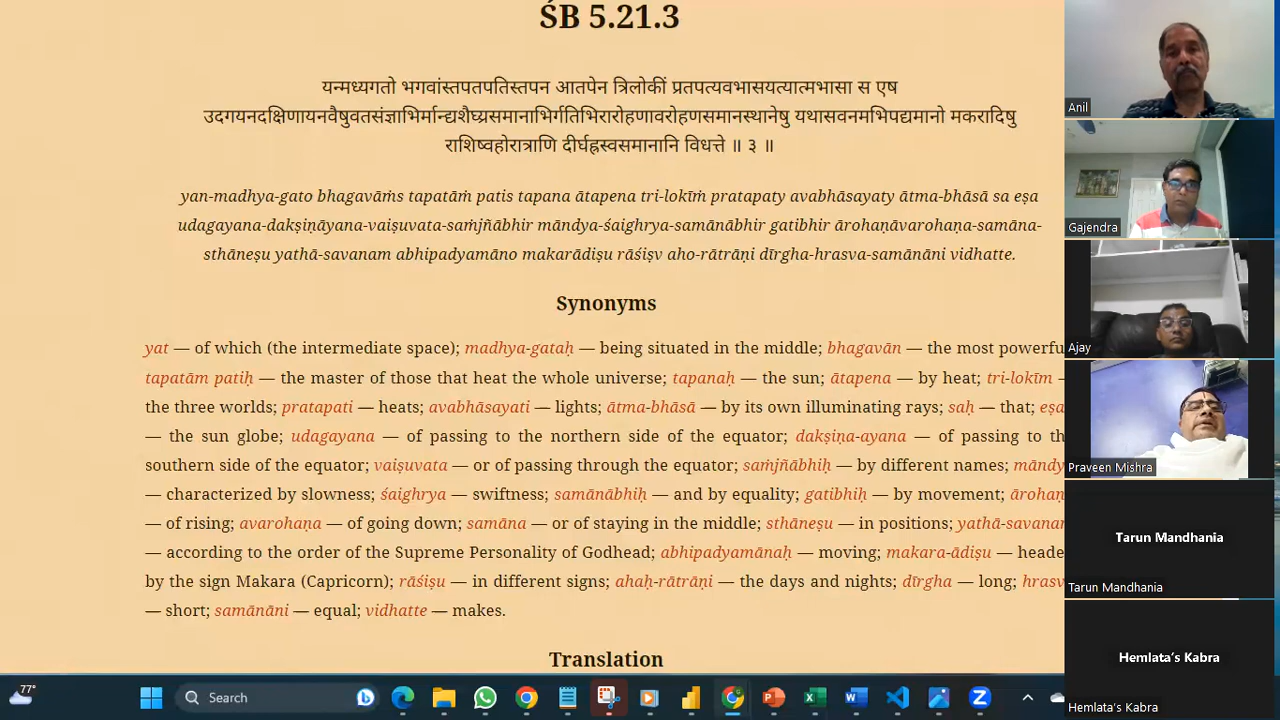 ŚB 5.21.3
यन्मध्यगतो भगवांस्तपतपतिस्तपन आतपेन त्रिलोकीं प्रतपत्यवभासयत्यात्मभासा स एष
उदगयनदक्षिणायनवैषुवतसंज्ञाभिर्मान्द्यशैघ्य्रसमानाभिर्गतिभिरारोहणावरोहणसमानस्थानेषु यथासवनमभिपद्यमानो मकरादिषु
राशिष्वहोरात्राणि दीर्घह्रस्वसमानानि विधत्ते ॥ ३ ॥
yan-madhya-gato bhagavāṁs tapatāṁ patis tapana ātapena tri-lokīṁ pratapaty avabhāsayaty ātma-bhāsā sa eṣa
udagayana-dakṣiṇāyana-vaiṣuvata-saṁjñābhir māndya-śaighrya-samānābhir gatibhir ārohaṇāvarohaṇa-samāna-
sthāneṣu yathā-savanam abhipadyamāno makarādiṣu rāśiṣv aho-rātrāṇi dīrgha-hrasva-samānāni vidhatte.
Synonyms
yat — of which (the intermediate space); madhya-gataḥ — being situated in the middle; bhagavān — the most powerfu
tapatām patiḥ — the master of those that heat the whole universe; tapanaḥ — the sun; ātapena — by heat; tri-lokīm –
the three worlds; pratapati — heats; avabhāsayati — lights; ātma-bhāsā — by its own illuminating rays; saḥ — that; eṣa
— the sun globe; udagayana — of passing to the northern side of the equator; dakṣiṇa-ayana — of passing to th
southern side of the equator; vaiṣuvata — or of passing through the equator; saṁjñābhiḥ — by different names; māndy
— characterized by slowness; śaighrya — swiftness; samānābhiḥ — and by equality; gatibhiḥ — by movement; ārohaṇ
— of rising; avarohaṇa — of going down; samāna — or of staying in the middle; sthāneṣu — in positions; yathā-savanan
— according to the order of the Supreme Personality of Godhead; abhipadyamānaḥ — moving; makara-ādiṣu — heade
by the sign Makara (Capricorn); rāśiṣu — in different signs; ahaḥ-rātrāṇi — the days and nights; dīrgha — long; hrasv
— short; samānāni — equal; vidhatte — makes.
Translation
Anil
Gajendra
Ajay
Praveen Mishra
Tarun Mandhania
Tarun Mandhania
Hemlata's Kabra
Hemlata's Kabra
77°
Search